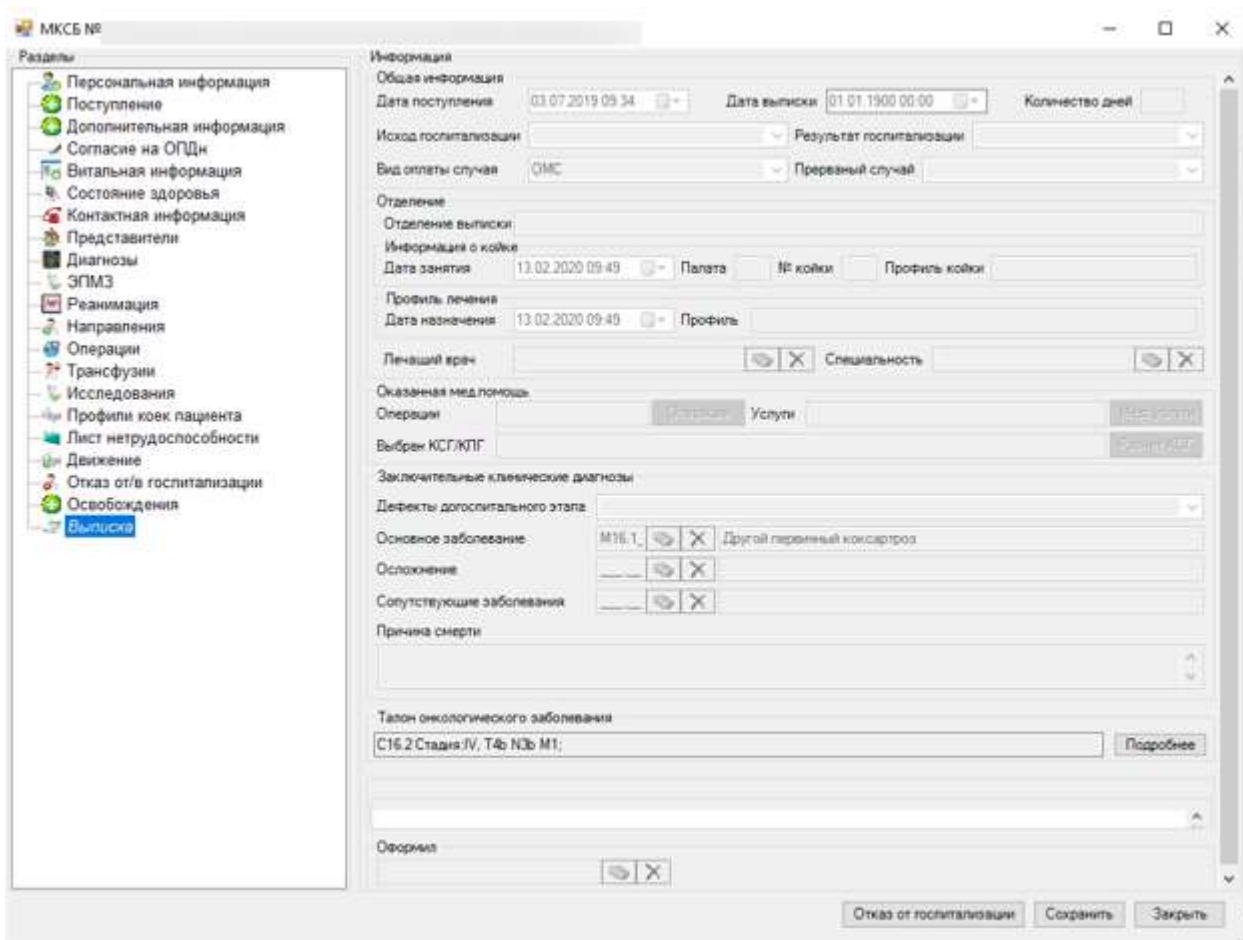 МКСБ №
Разделы
Персональная информация
Поступление
Дополнительная информация
Согласие на ОПДн
Витальная информация
Состояние здоровья
Контактная информация
Представители
Диагнозы
ЭПМЗ
Реанимация
Направления
Операции
Трансфузии
Исследования
Профили коек пациента
Лист нетрудоспособности
Движение
Отказ от/в госпитализации
Освобождения
Выписка
Информация
Общая информация
Дата поступления 03.07.2019 09:34 Дата выписки 01.01.1900 00:00 Количество дней
Исход госпитализации Результат госпитализации
Вид оплаты случая ОМС Прерваный случай
Отделение
Отделение выписки
Информация о койке
Дата занятия 13.02.2020 09:49 Палата № койки Профиль койки
Профиль лечения
Дата назначения 13.02.2020 09:49 Профиль
Лечащий врач Специальность
Оказанная мед.помощь
Операции Операции Услуги
Выбран КСГ/КПГ
Заключительные клинические диагнозы
Дефекты догоспитального этапа
Основное заболевание M16.1_ Другой первичный коксартроз
Осложнение
Сопутствующие заболевания
Причина смерти
Талон онкологического заболевания
C16.2 Стадия:IV, T4b N3b M1;
Подробнее
Оформил
Отказ от госпитализации Сохранить Закрыть